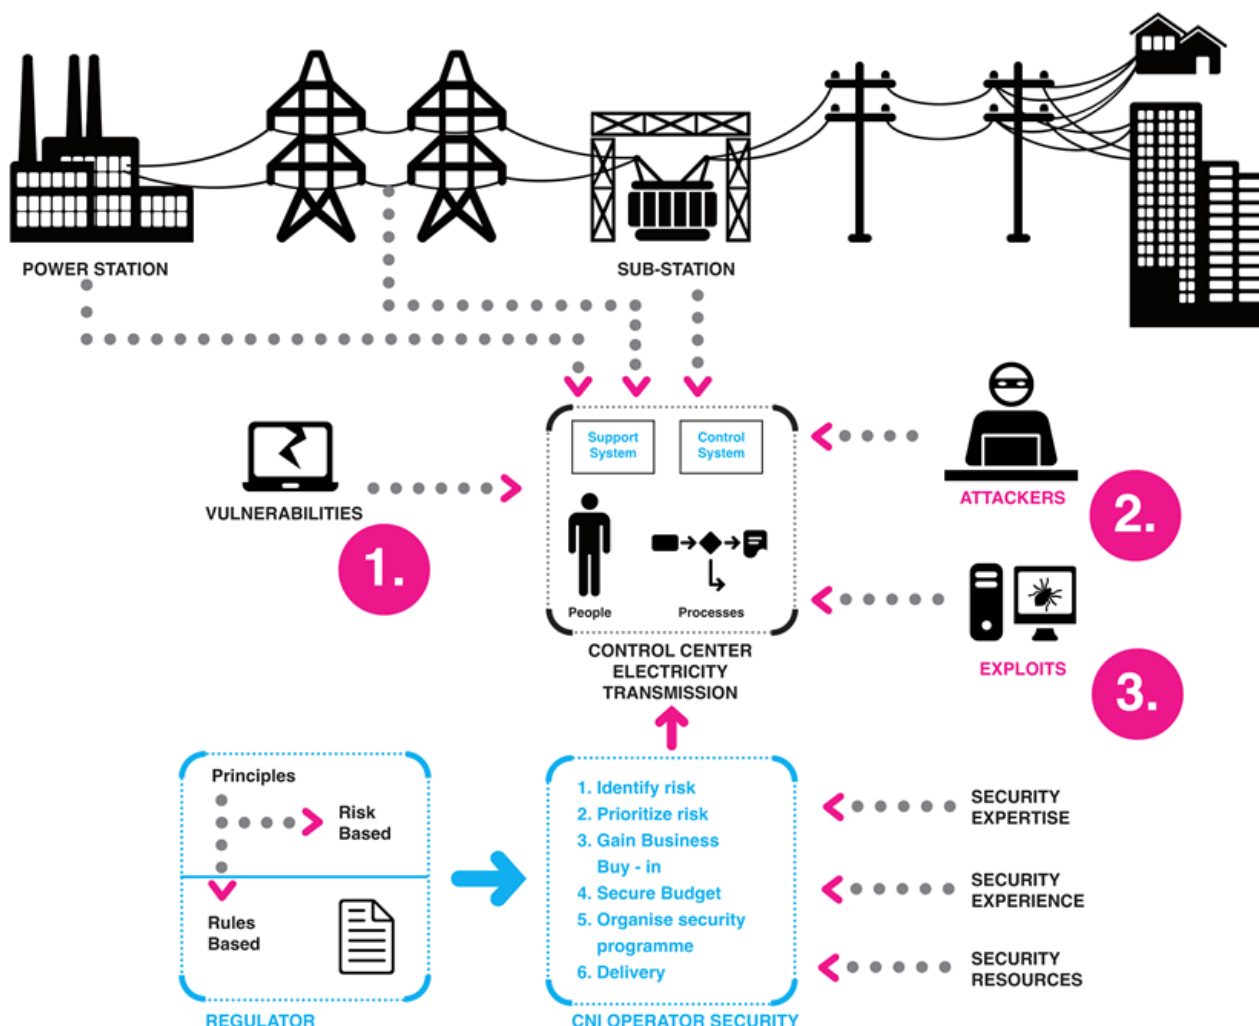 POWER STATION
SUB-STATION
Support
System
Control
System
VULNERABILITIES
1.
ATTACKERS
2.
People
Processes
EXPLOITS
3.
CONTROL CENTER
ELECTRICITY
TRANSMISSION
Principles
Risk
Based
Rules
Based
REGULATOR
1. Identify risk
2. Prioritize risk
3. Gain Business
Buy - in
4. Secure Budget
5. Organise security
programme
6. Delivery
CNI OPERATOR SECURITY
SECURITY
EXPERTISE
SECURITY
EXPERIENCE
SECURITY
RESOURCES